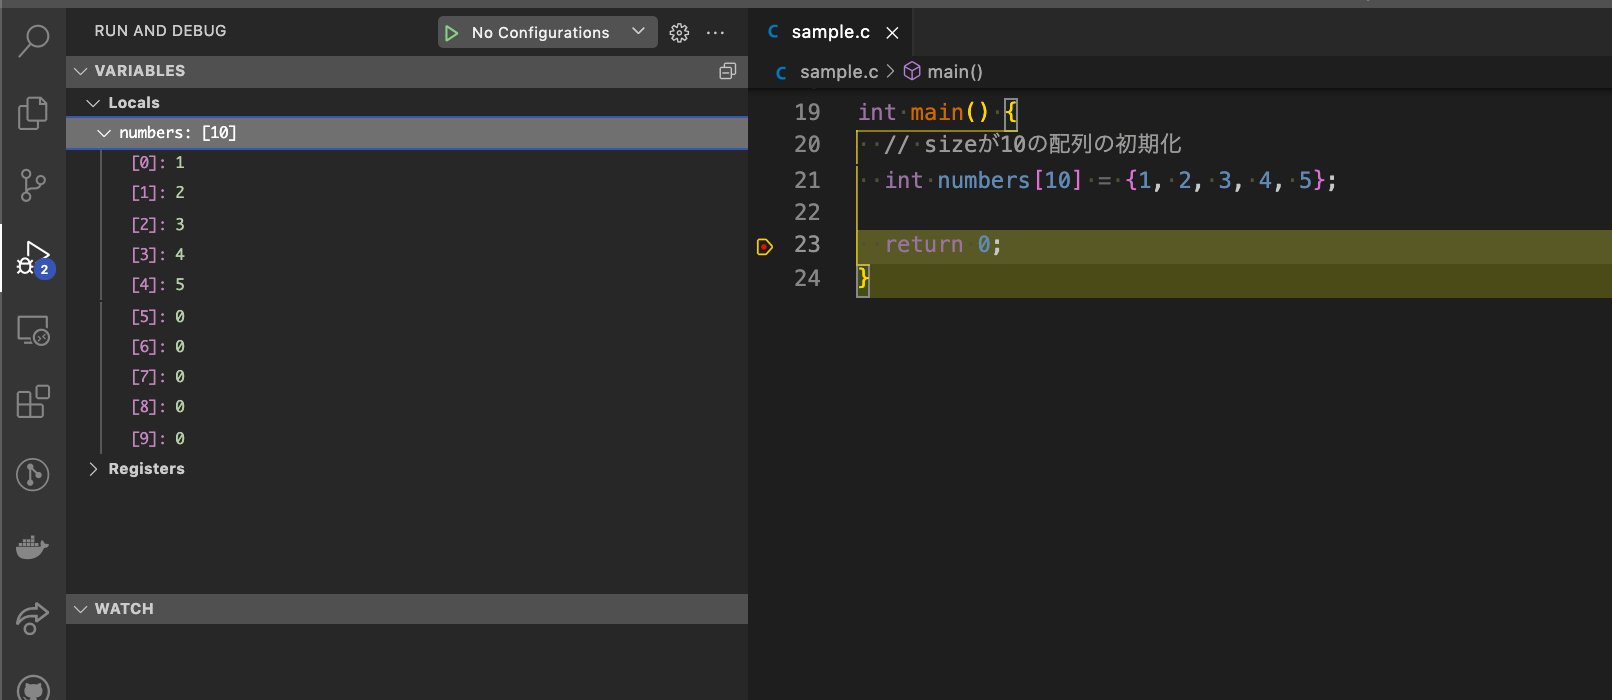 RUN AND DEBUG
No Configurations
VARIABLES
Locals
numbers: [10]
[0]: 1
[1]: 2
[2]: 3
[3]: 4
[4]: 5
[5]: 0
[6]: 0
[7]: 0
[8]: 0
[9]: 0
Registers
WATCH
2
C sample.c
C sample.c > main()
19 int main() {
20 // sizeが10の配列の初期化
21 int numbers[10] = {1, 2, 3, 4, 5};
22
23 return 0;
24 }